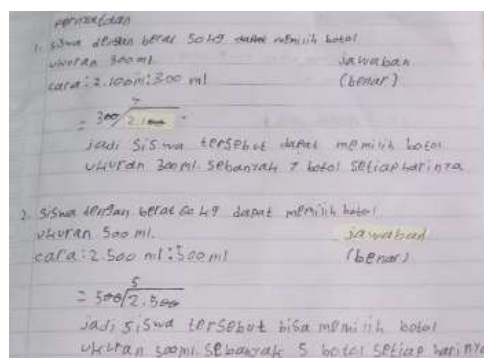 permasalahan
1. siswa dengan berat 50 kg dapat memilih botol
ukuran 300 ml jawaban
cara : 2.100 ml : 300 ml (benar)
7
= 300/2.100
jadi siswa tersebut dapat memilih botol
ukuran 300 ml. sebanyak 7 botol setiap harinya
2. siswa dengan berat 60 kg dapat memilih botol
ukuran 500 ml. jawaban
cara : 2.500 ml : 500 ml (benar)
5
= 500/2.500
jadi siswa tersebut bisa memilih botol
ukuran 500 ml. sebanyak 5 botol setiap harinya